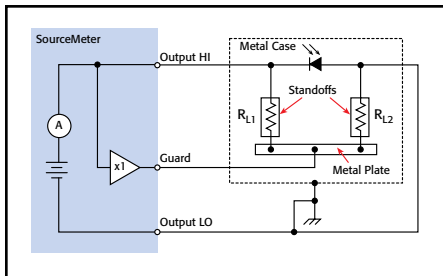 SourceMeter
Output HI
Metal Case
Standoffs
A
RL1
RL2
x1
Guard
Metal Plate
Output LO